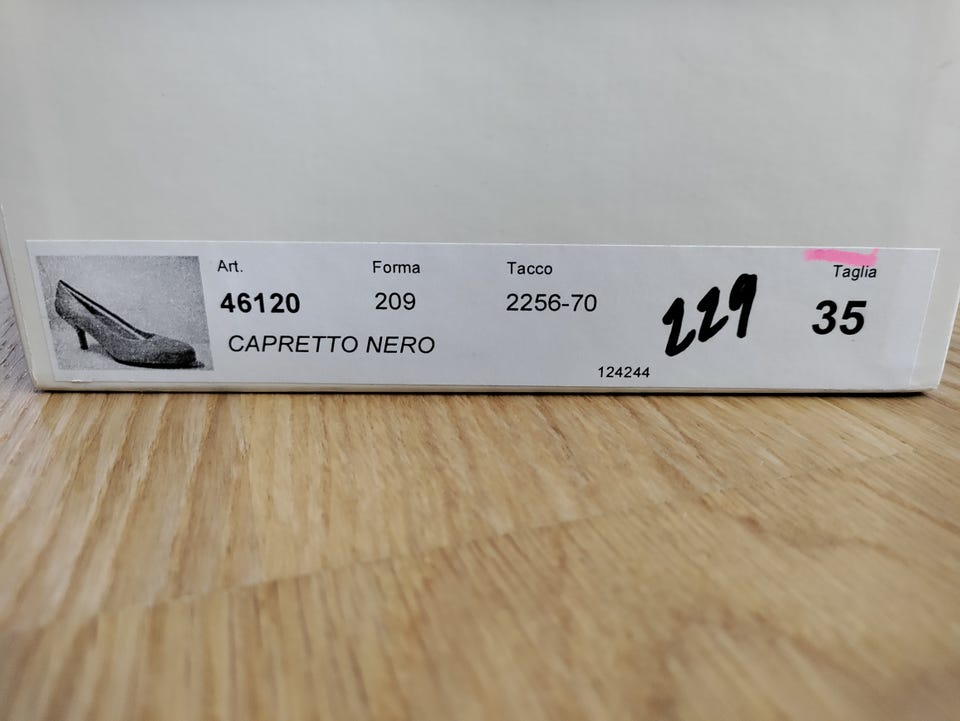 Art. Forma Tacco Taglia
46120 209 2256-70 229 35
CAPRETTO NERO
124244